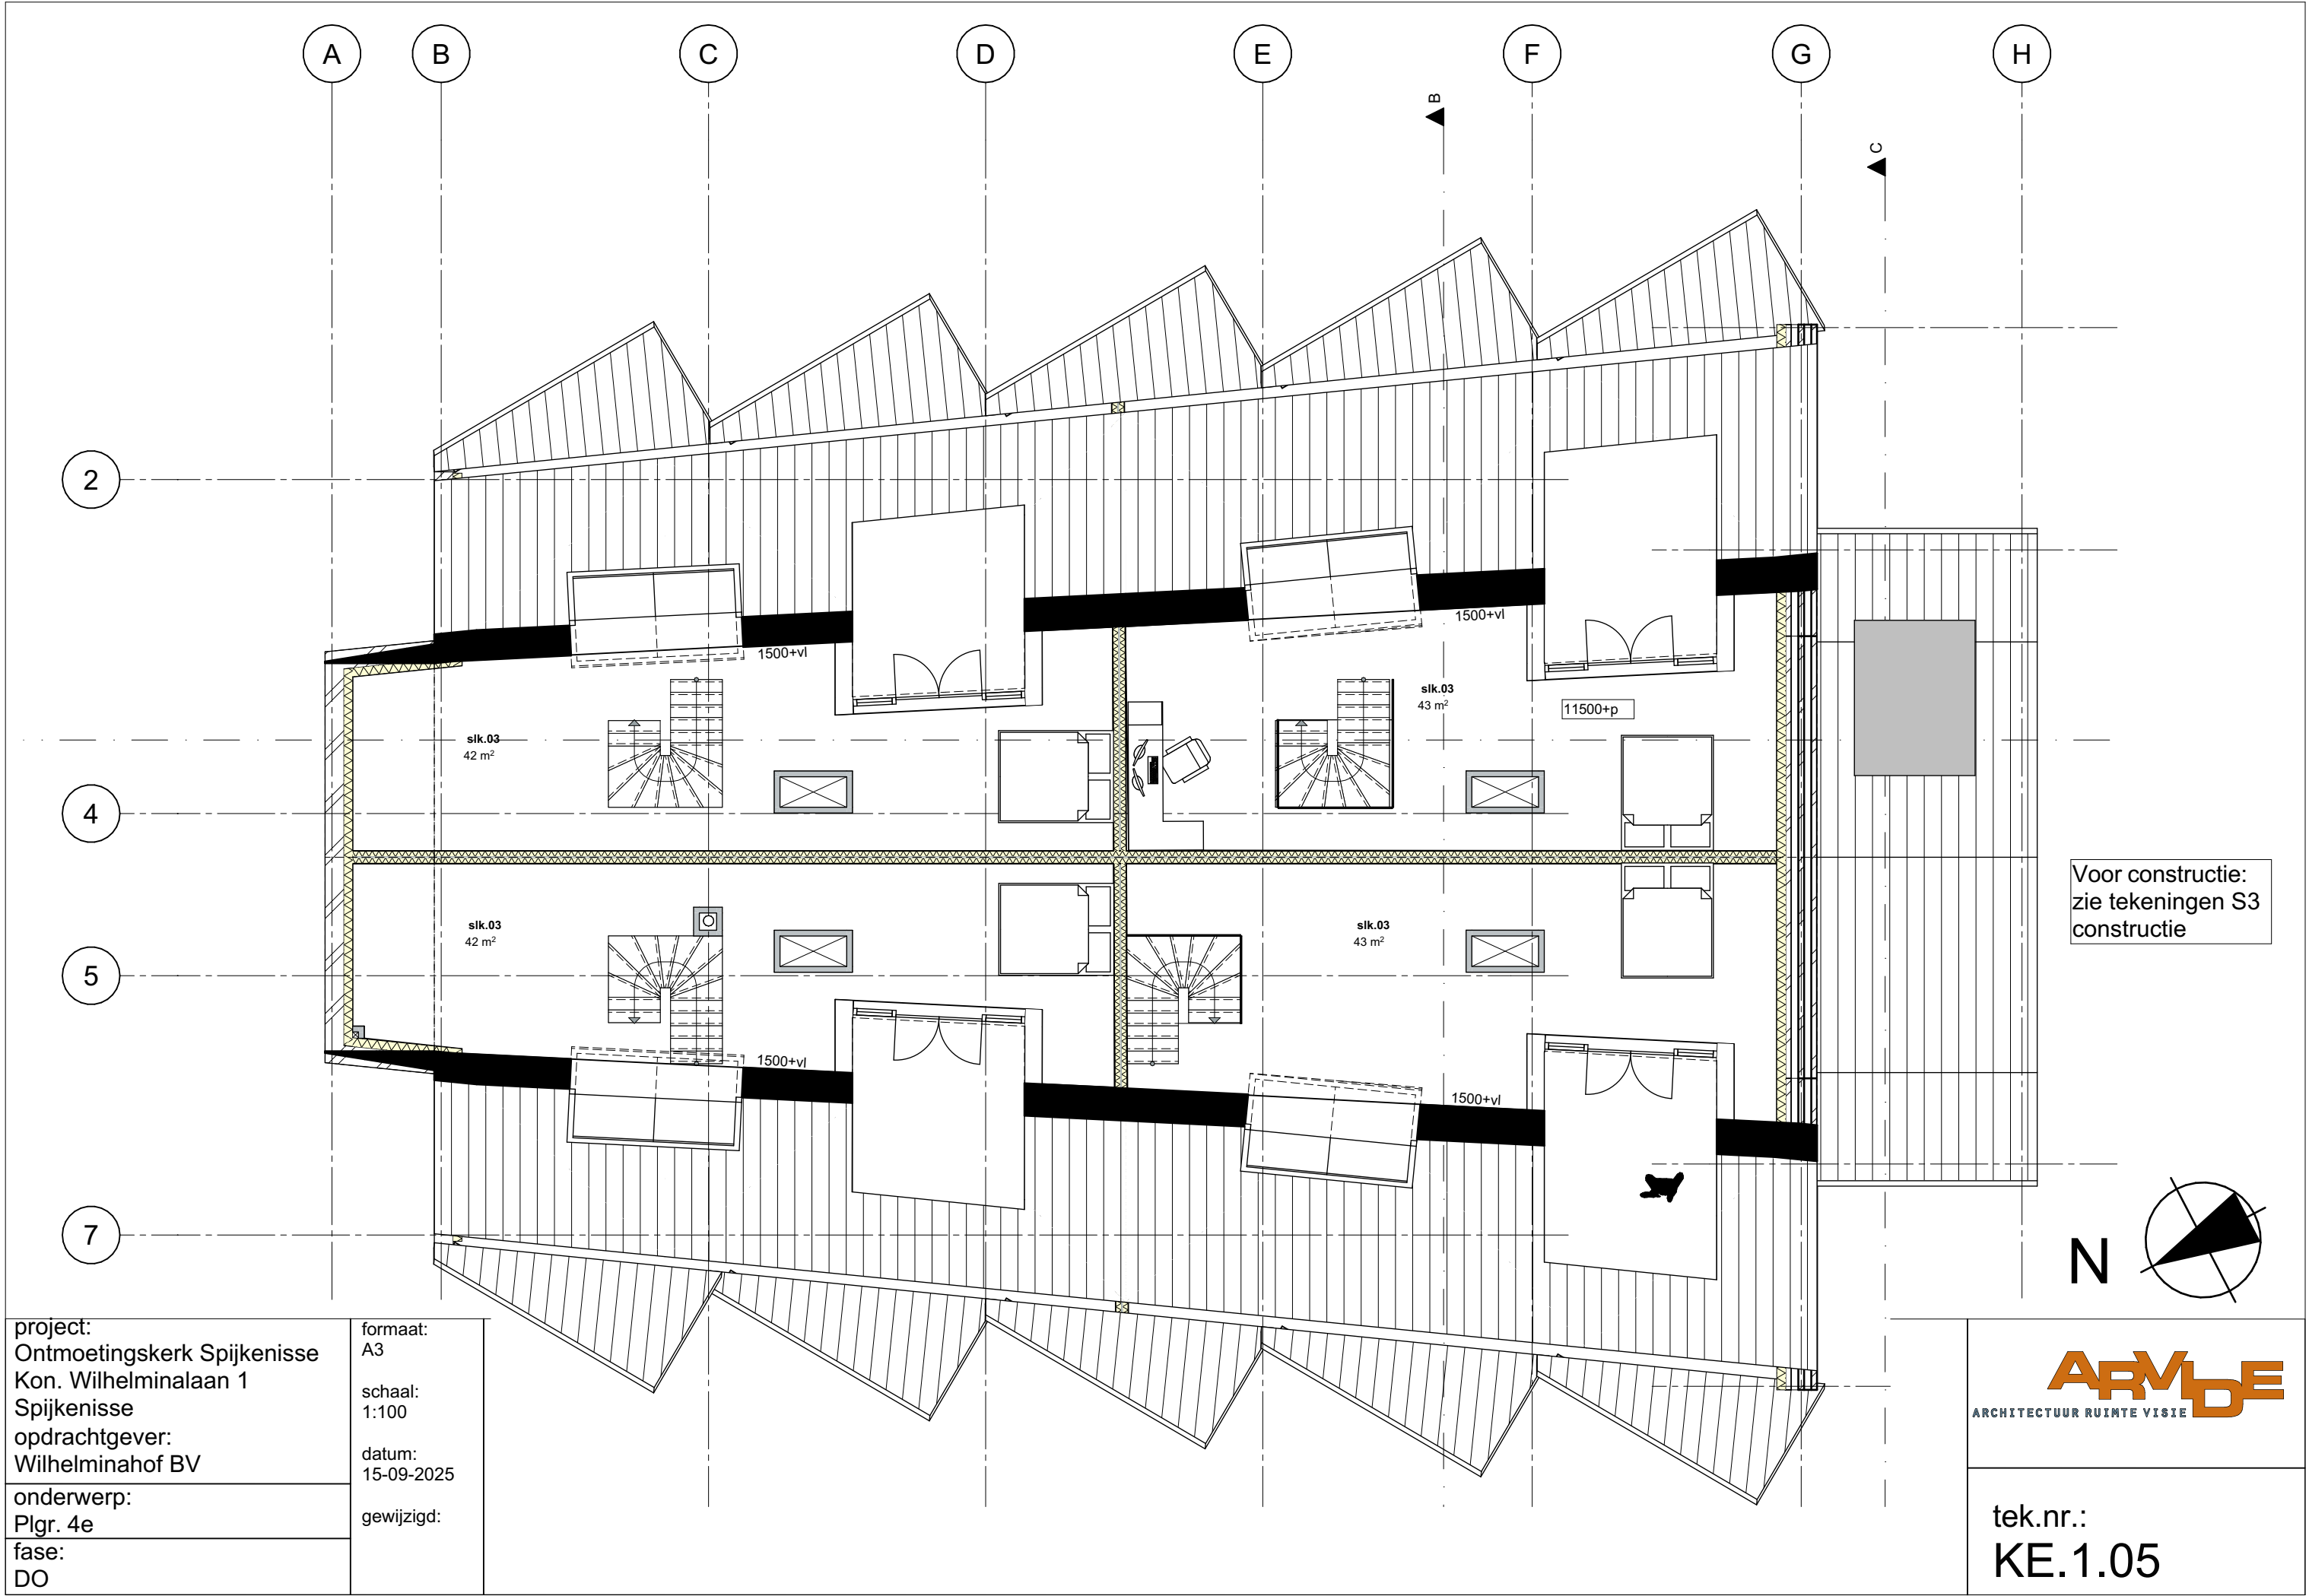 A B C D E F G H
B
C
2
4
5
7
1500+vl
1500+vl
slk.03
42 m²
slk.03
43 m²
11500+p
slk.03
42 m²
slk.03
43 m²
1500+vl
1500+vl
Voor constructie:
zie tekeningen S3
constructie
N
project:
Ontmoetingskerk Spijkenisse
Kon. Wilhelminalaan 1
Spijkenisse
opdrachtgever:
Wilhelminahof BV
onderwerp:
Plgr. 4e
fase:
DO
formaat:
A3
schaal:
1:100
datum:
15-09-2025
gewijzigd:
ARVIDE
ARCHITECTUUR RUIMTE VISIE
tek.nr.:
KE.1.05